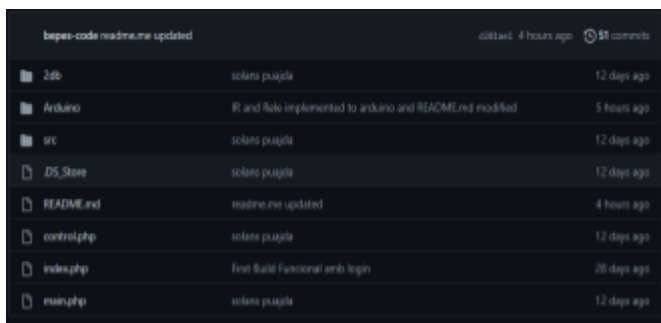 bepes-code readme.me updated 4 hours ago 51 commits
2db solans puajda 12 days ago
Arduino IR and Rele implemented to arduino and README.md modified 5 hours ago
src solans puajda 12 days ago
.DS_Store solans puajda 12 days ago
README.md readme.me updated 4 hours ago
control.php solans puajda 12 days ago
index.php First Build Funcional amb login 28 days ago
main.php solans puajda 12 days ago